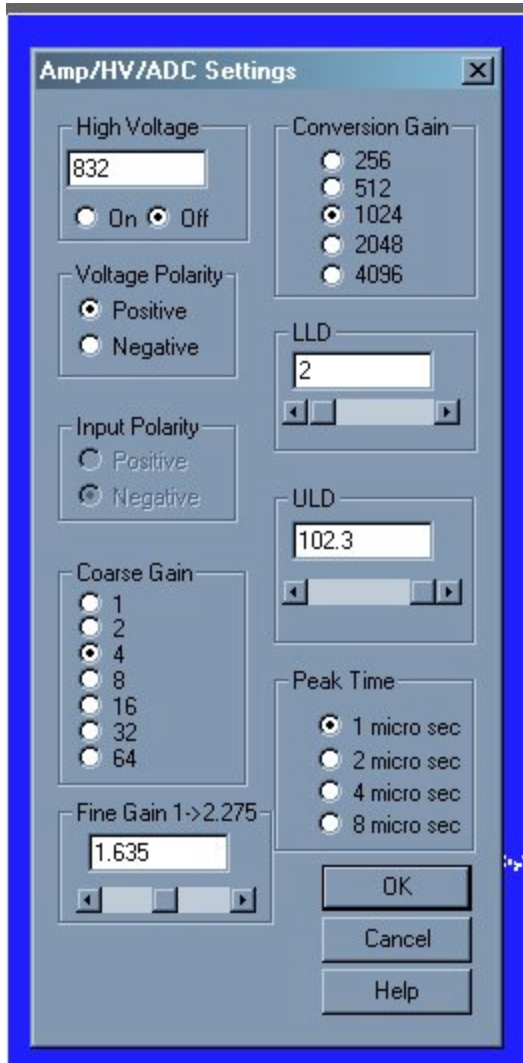 Amp/HV/ADC Settings
High Voltage
832
On Off
Voltage Polarity
Positive
Negative
Input Polarity
Positive
Negative
Coarse Gain
1
2
4
8
16
32
64
Fine Gain 1->2.275
1.635
Conversion Gain
256
512
1024
2048
4096
LLD
2
ULD
102.3
Peak Time
1 micro sec
2 micro sec
4 micro sec
8 micro sec
OK
Cancel
Help